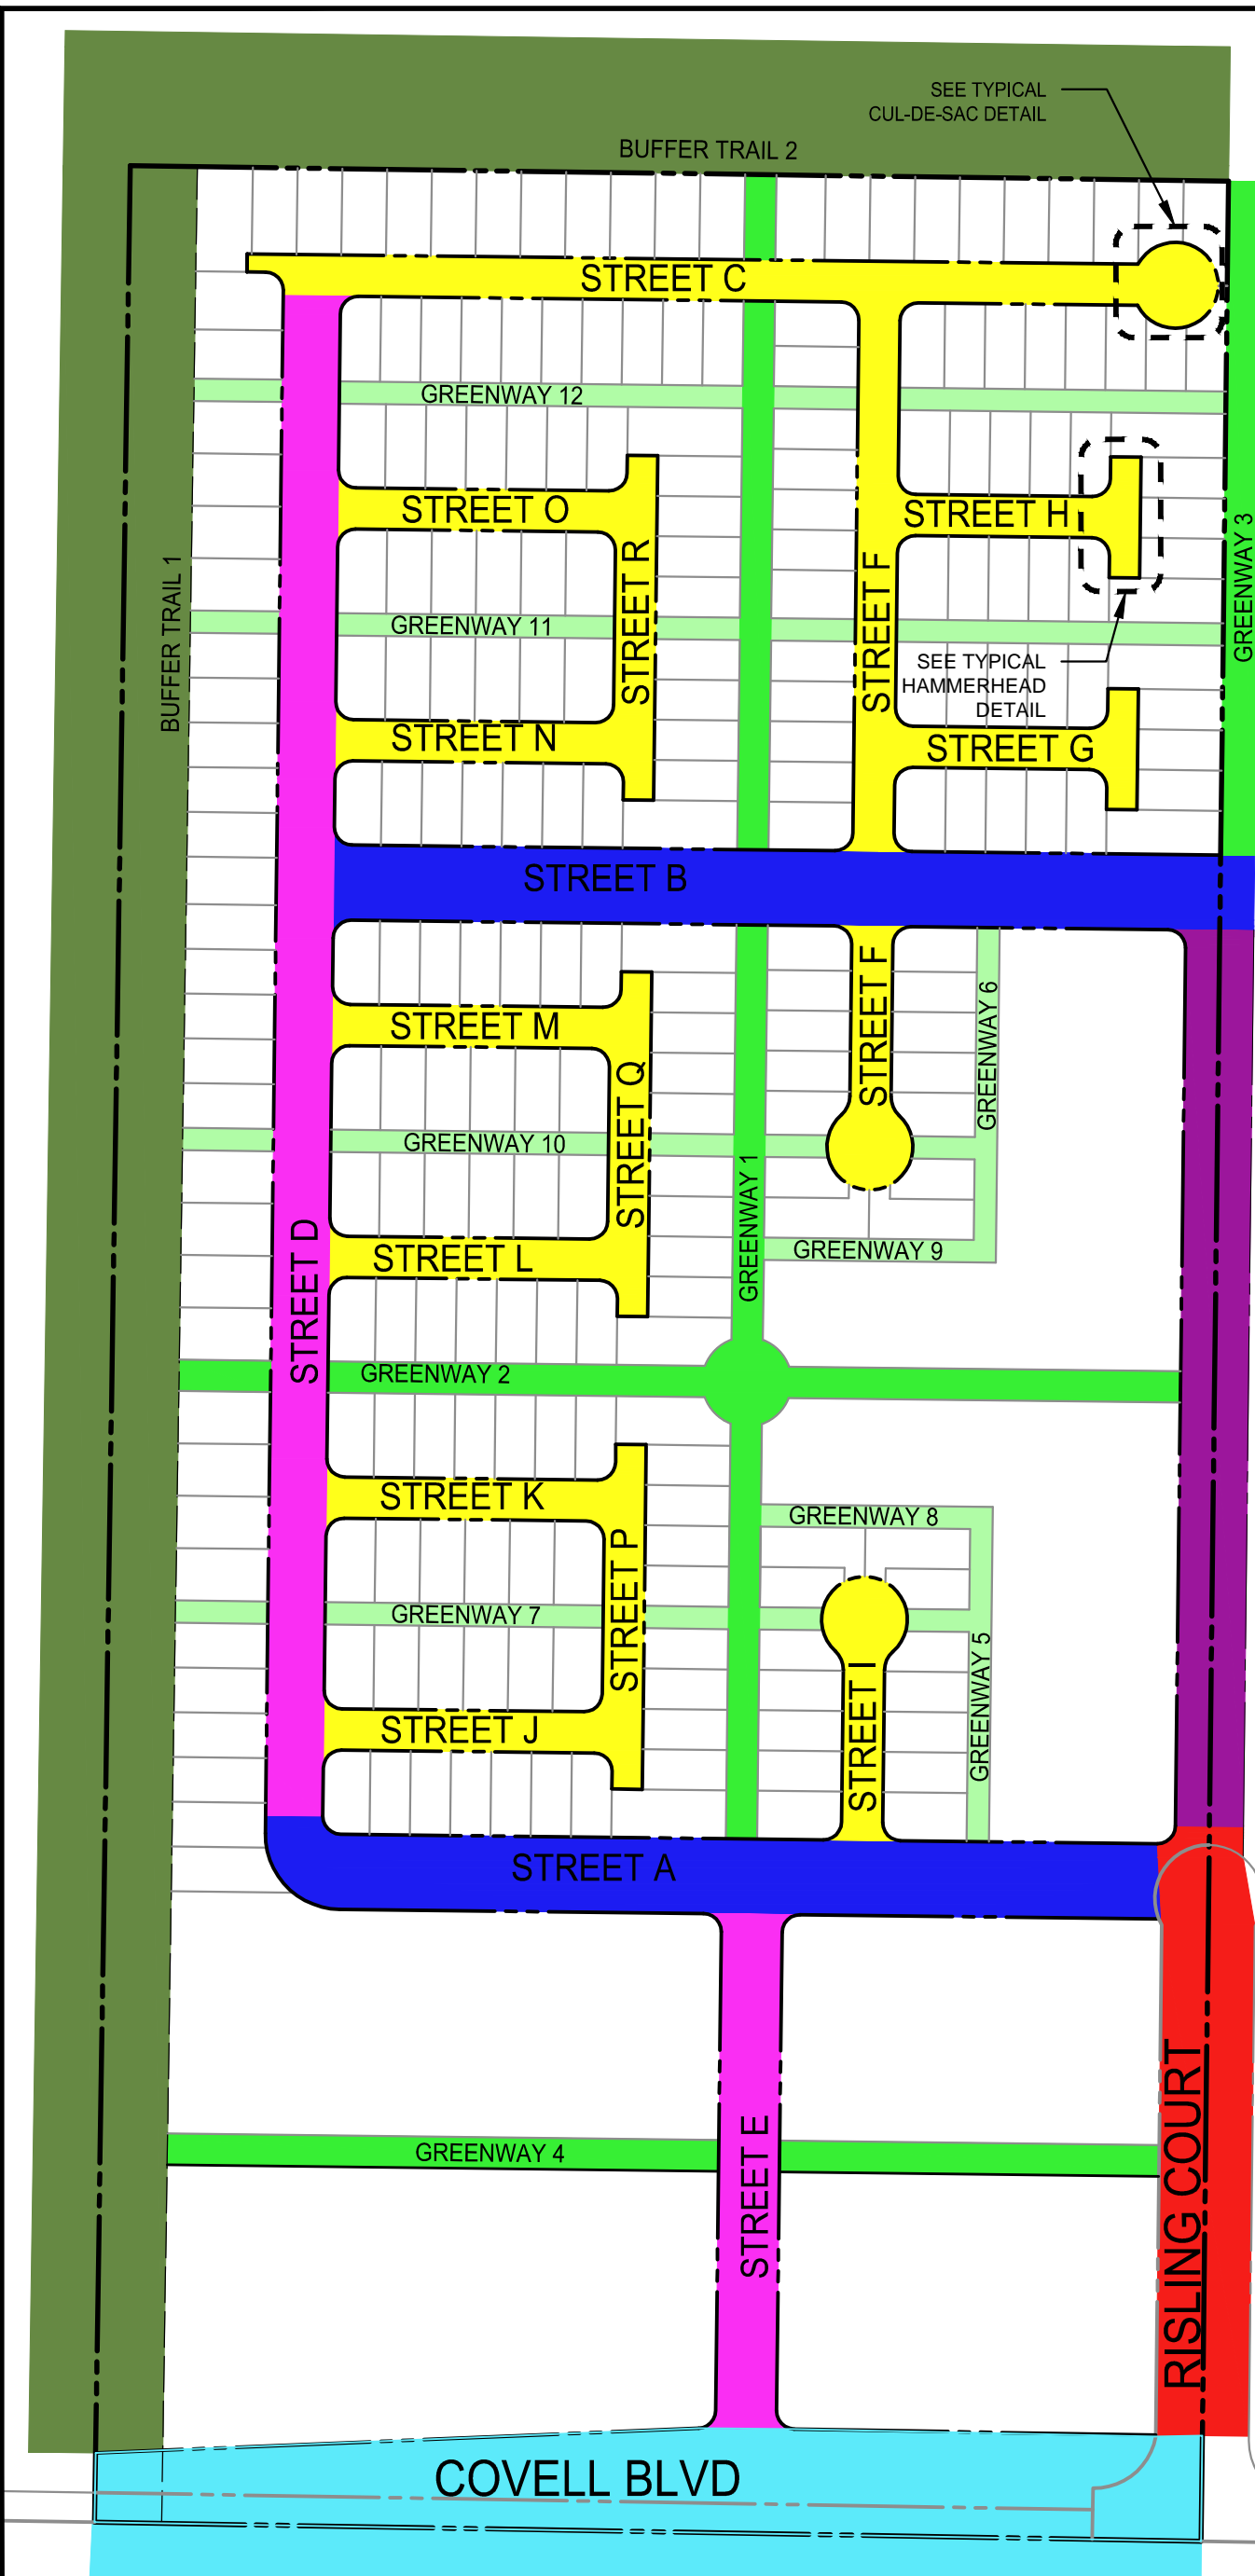 SEE TYPICAL
CUL-DE-SAC DETAIL
BUFFER TRAIL 2
STREET C
GREENWAY 12
STREET O
STREET H
STREET R
STREET F
GREENWAY 3
BUFFER TRAIL 1
GREENWAY 11
SEE TYPICAL
HAMMERHEAD
DETAIL
STREET N
STREET G
STREET B
STREET F
GREENWAY 6
STREET M
STREET Q
GREENWAY 10
GREENWAY 1
STREET D
STREET L
GREENWAY 9
GREENWAY 2
STREET K
GREENWAY 8
STREET P
GREENWAY 7
STREET I
GREENWAY 5
STREET J
STREET A
STREET E
GREENWAY 4
RISLING COURT
COVELL BLVD